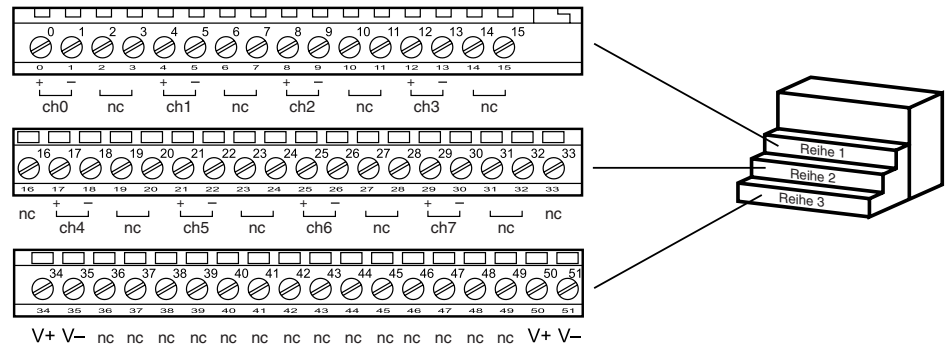 0 1 2 3 4 5 6 7 8 9 10 11 12 13 14 15
0 1 2 3 4 5 6 7 8 9 10 11 12 13 14 15
+ – + – + – + –
ch0 nc ch1 nc ch2 nc ch3 nc
16 17 18 19 20 21 22 23 24 25 26 27 28 29 30 31 32 33
16 17 18 19 20 21 22 23 24 25 26 27 28 29 30 31 32 33
nc + – + – + – + – nc
ch4 nc ch5 nc ch6 nc ch7 nc
34 35 36 37 38 39 40 41 42 43 44 45 46 47 48 49 50 51
34 35 36 37 38 39 40 41 42 43 44 45 46 47 48 49 50 51
V+ V– nc nc nc nc nc nc nc nc nc nc nc nc nc nc V+ V–
Reihe 1
Reihe 2
Reihe 3